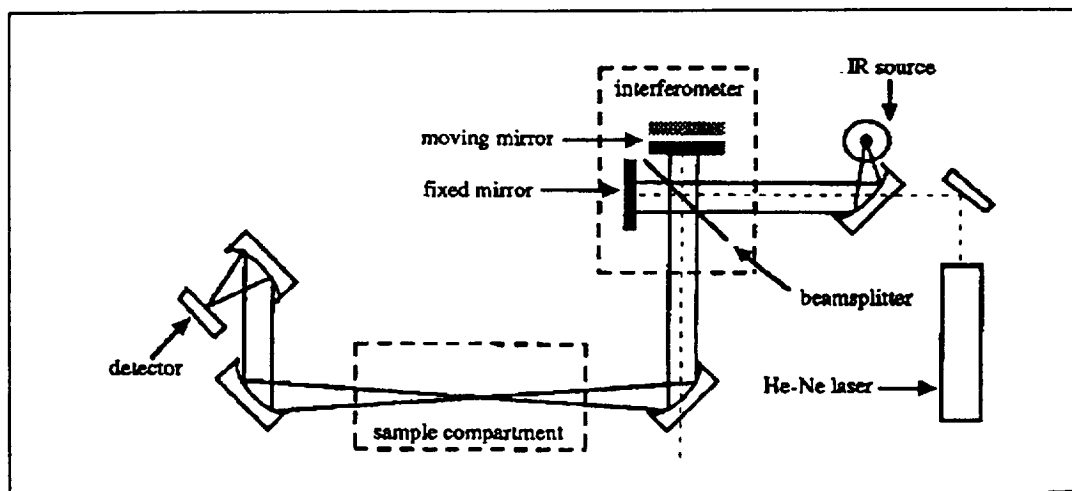 IR source
interferometer
moving mirror
fixed mirror
beamsplitter
detector
He-Ne laser
sample compartment